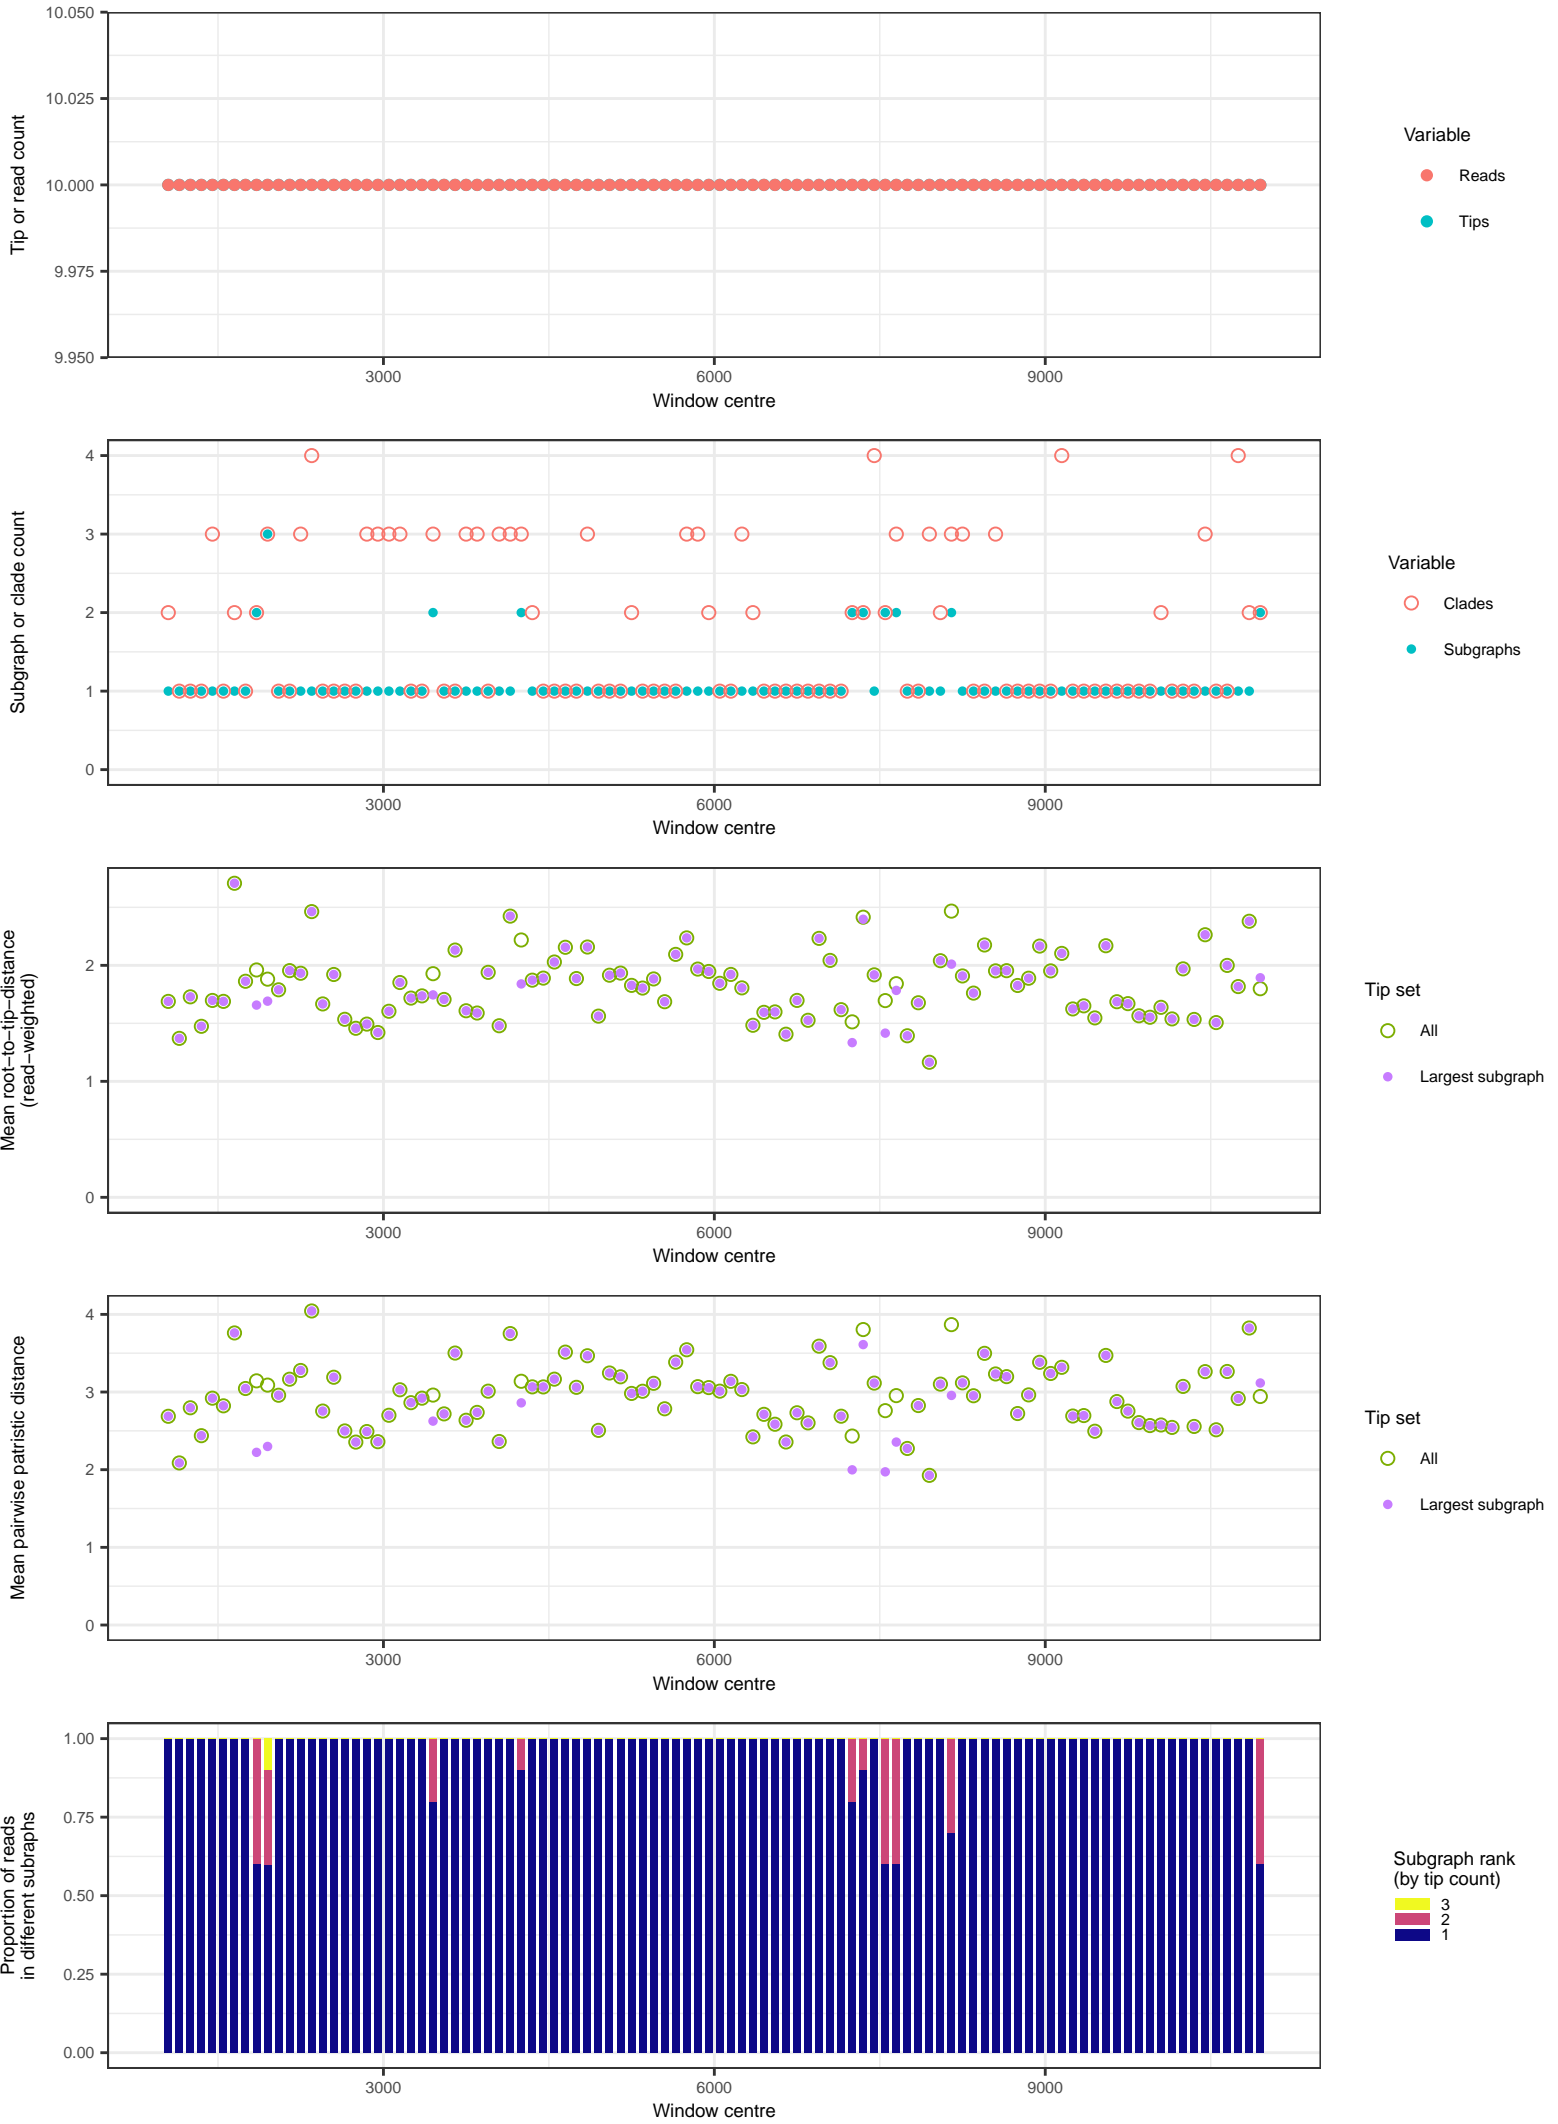 10.050
10.025
10.000
9.975
9.950
Tip or read count
3000
6000
9000
Window centre
Variable
Reads
Tips
4
3
2
1
0
Subgraph or clade count
3000
6000
9000
Window centre
Variable
Clades
Subgraphs
2
1
0
Mean root−to−tip−distance
(read−weighted)
3000
6000
9000
Window centre
Tip set
All
Largest subgraph
4
3
2
1
0
Mean pairwise patristic distance
3000
6000
9000
Window centre
Tip set
All
Largest subgraph
1.00
0.75
0.50
0.25
0.00
Proportion of reads
in different subraphs
3000
6000
9000
Window centre
Subgraph rank
(by tip count)
3
2
1